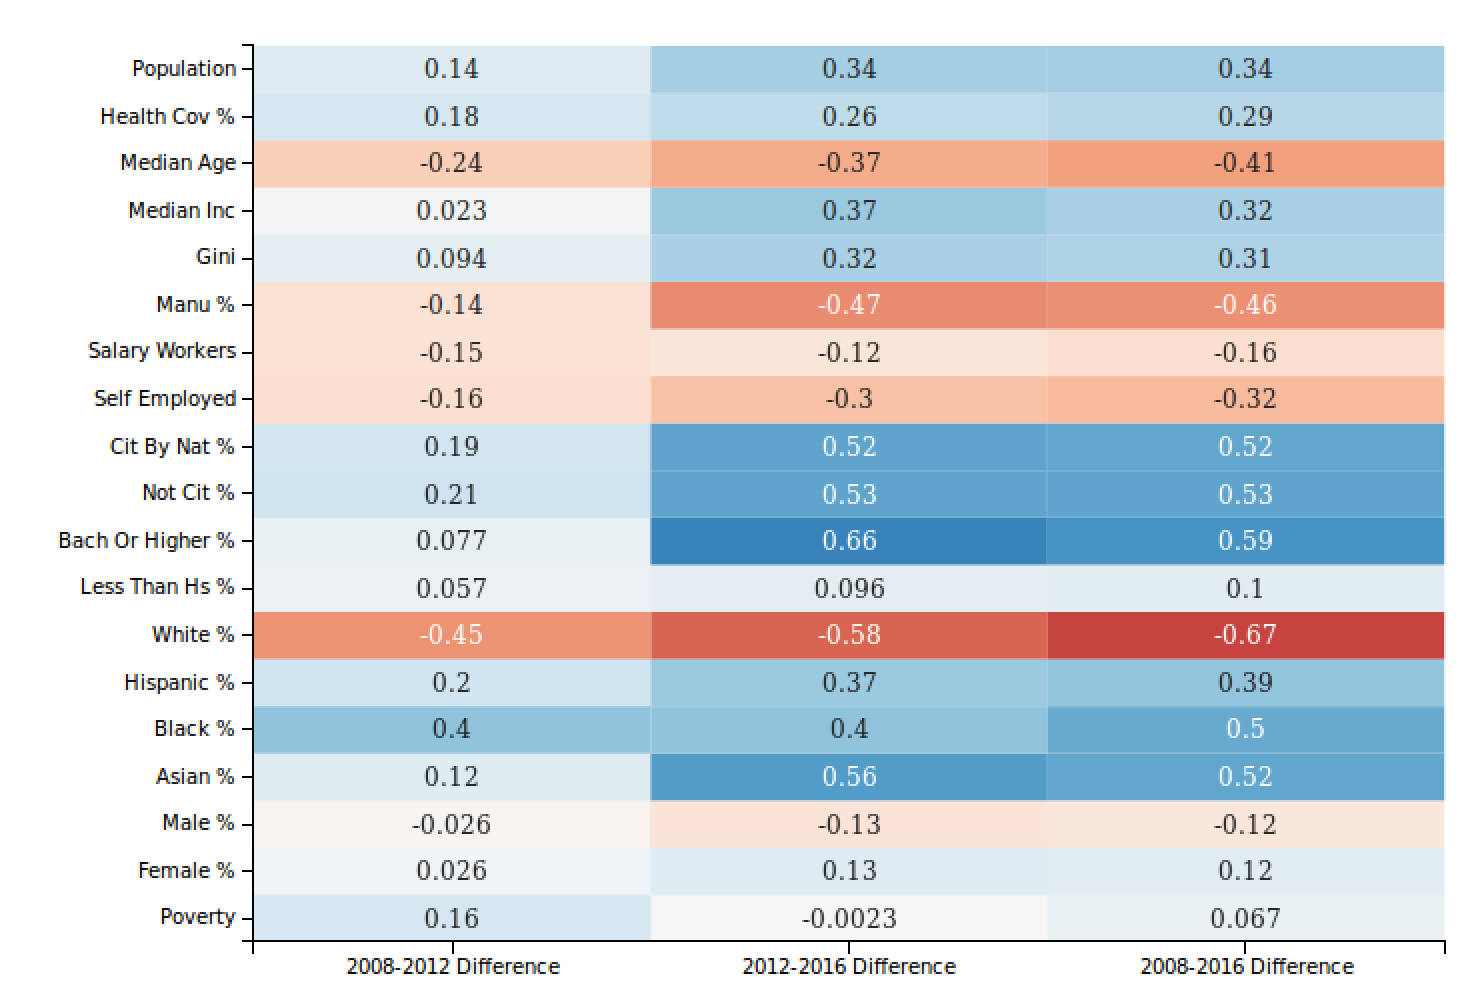 Population 0.14 0.34 0.34
Health Cov % 0.18 0.26 0.29
Median Age -0.24 -0.37 -0.41
Median Inc 0.023 0.37 0.32
Gini 0.094 0.32 0.31
Manu % -0.14 -0.47 -0.46
Salary Workers -0.15 -0.12 -0.16
Self Employed -0.16 -0.3 -0.32
Cit By Nat % 0.19 0.52 0.52
Not Cit % 0.21 0.53 0.53
Bach Or Higher % 0.077 0.66 0.59
Less Than Hs % 0.057 0.096 0.1
White % -0.45 -0.58 -0.67
Hispanic % 0.2 0.37 0.39
Black % 0.4 0.4 0.5
Asian % 0.12 0.56 0.52
Male % -0.026 -0.13 -0.12
Female % 0.026 0.13 0.12
Poverty 0.16 -0.0023 0.067
2008-2012 Difference 2012-2016 Difference 2008-2016 Difference